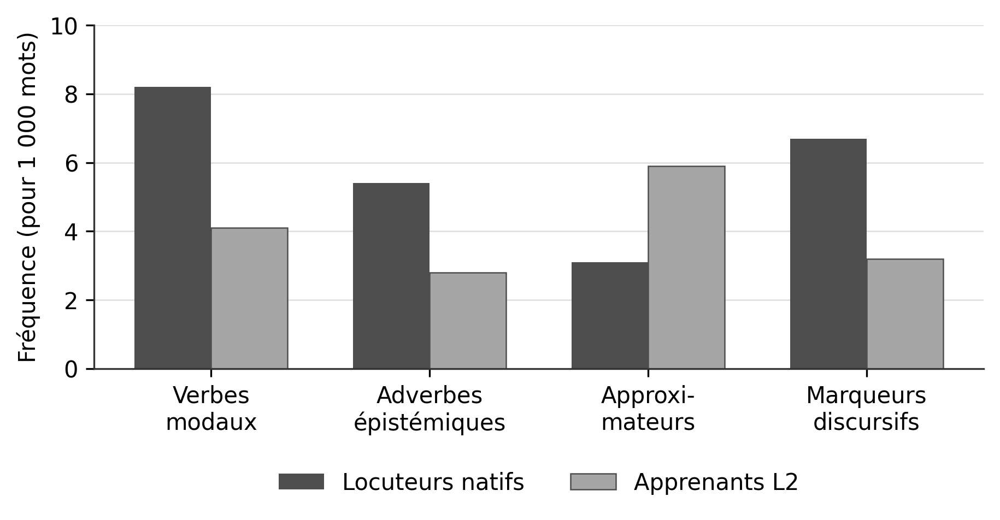 Fréquence (pour 1 000 mots)
10
8
6
4
2
0
Verbes
modaux
Adverbes
épistémiques
Approxi-
mateurs
Marqueurs
discursifs
Locuteurs natifs
Apprenants L2